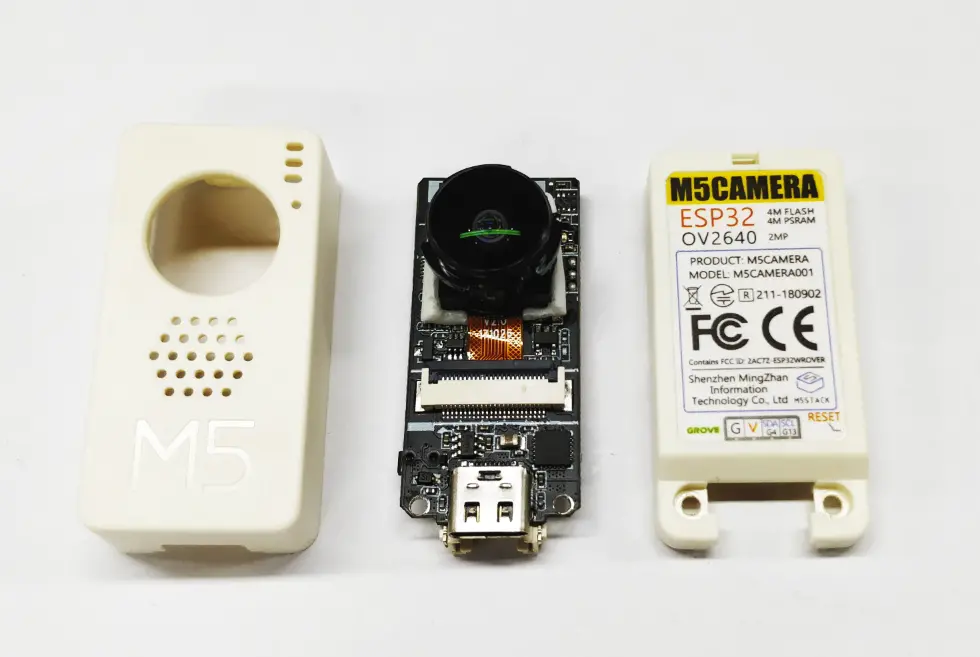 M5
V2.0
M5CAMERA
ESP32 4M FLASH
4M PSRAM
OV2640 2MP
PRODUCT: M5CAMERA
MODEL: M5CAMERA001
R 211-180902
FC CE
Contains FCC ID: 2AC7Z-ESP32WROVER
Shenzhen MingZhan
Information
Technology Co., Ltd M5STACK
GROVE G V SDA SCL
G4 G13
RESET